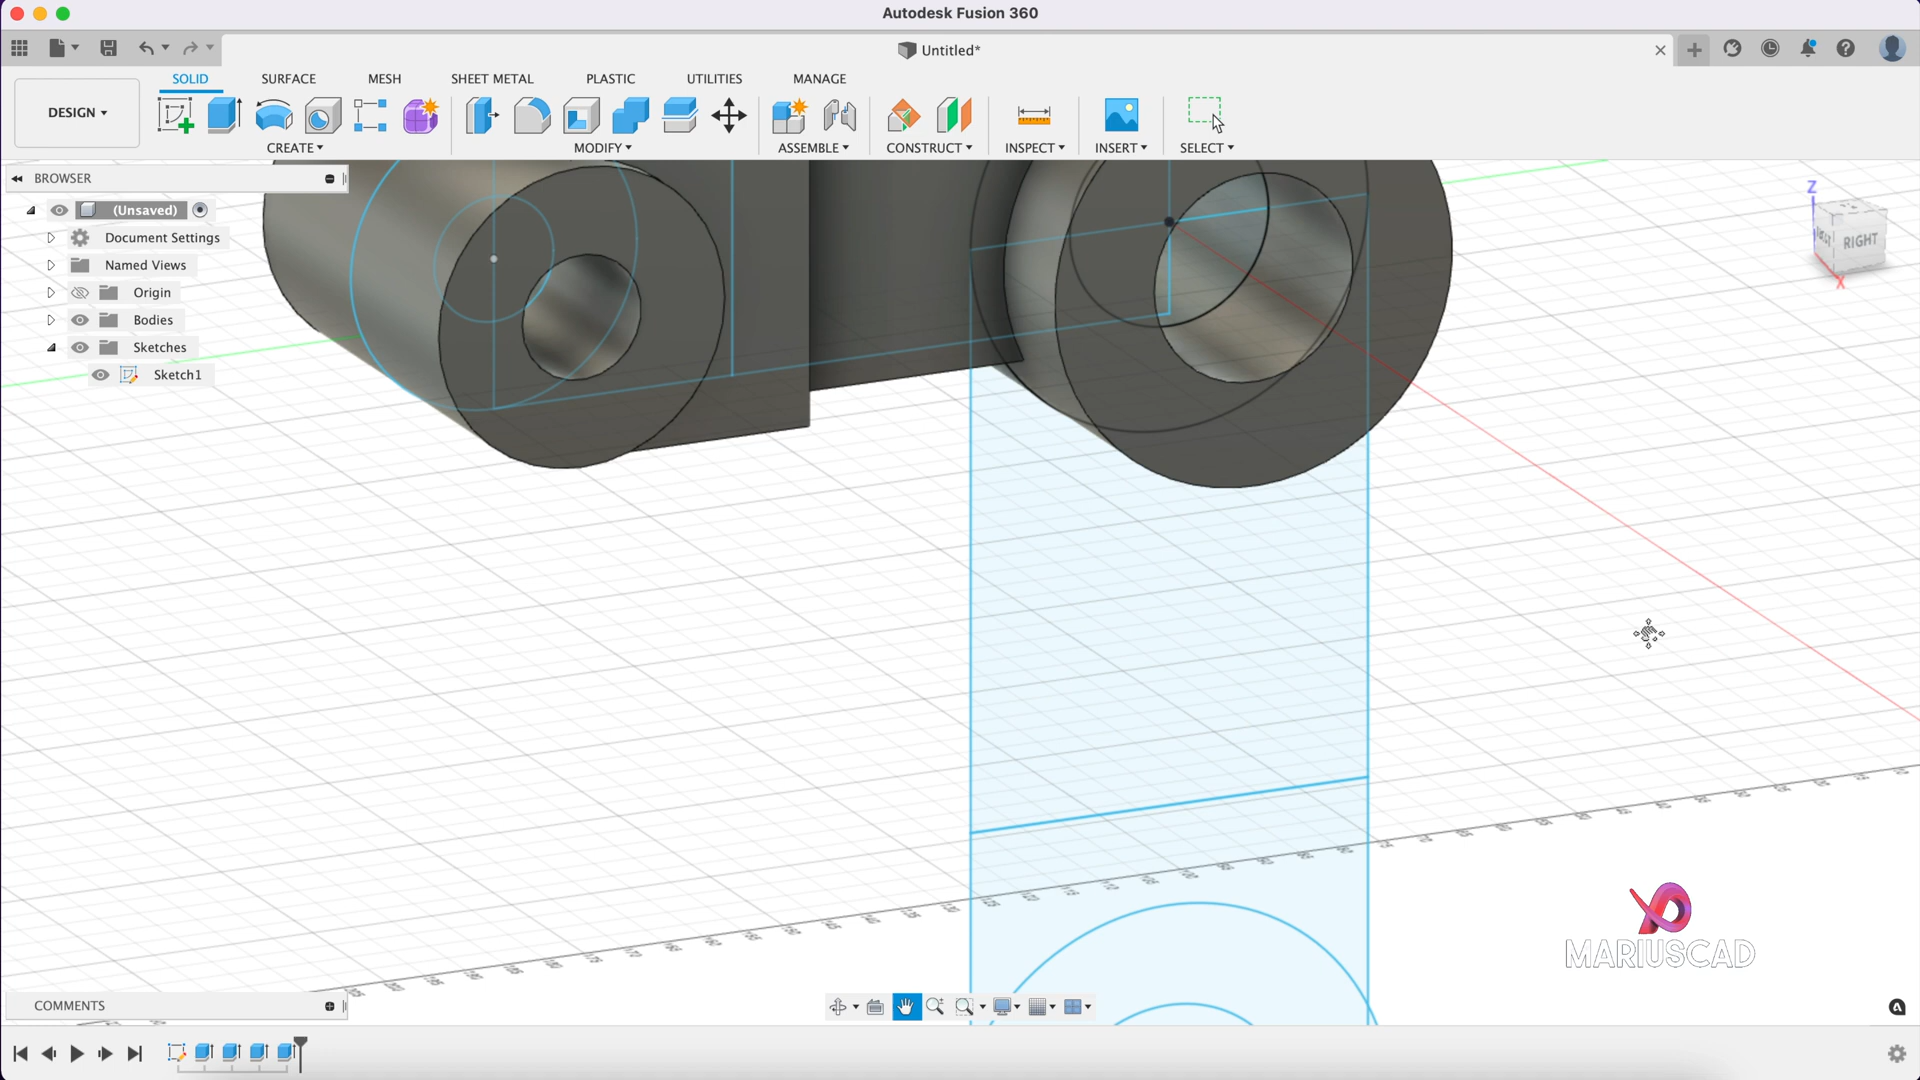 Autodesk Fusion 360
Untitled*
DESIGN
SOLID
SURFACE
MESH
SHEET METAL
PLASTIC
UTILITIES
MANAGE
CREATE
MODIFY
ASSEMBLE
CONSTRUCT
INSPECT
INSERT
SELECT
BROWSER
(Unsaved)
Document Settings
Named Views
Origin
Bodies
Sketches
Sketch1
Z
RIGHT
X
MARIUSCAD
COMMENTS